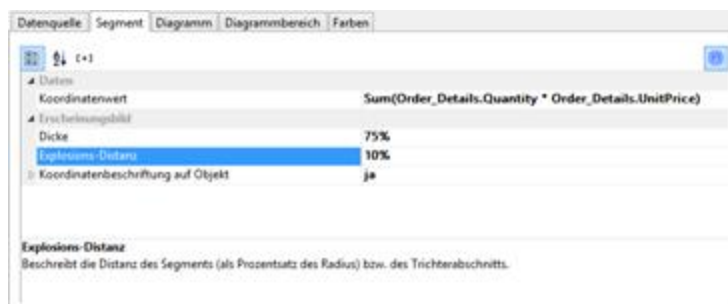 Datenquelle Segment Diagramm Diagrammbereich Farben
Daten
Koordinatenwert Sum(Order_Details.Quantity * Order_Details.UnitPrice)
Erscheinungsbild
Dicke 75%
Explosions-Distanz 10%
Koordinatenbeschriftung auf Objekt ja
Explosions-Distanz
Beschreibt die Distanz des Segments (als Prozentsatz des Radius) bzw. des Trichterabschnitts.